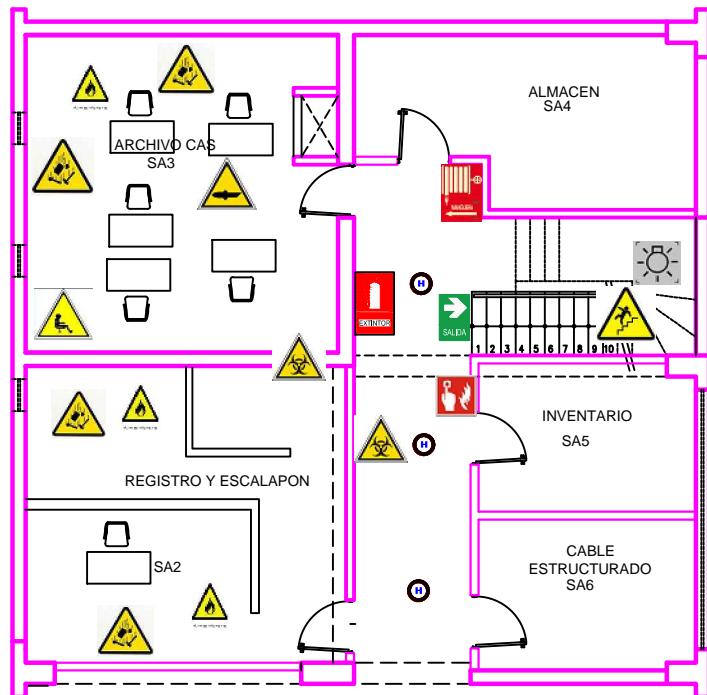 ALMACEN
SA4
ARCHIVO CAS
SA3
MANGUERA
EXTINTOR
SALIDA
1 2 3 4 5 6 7 8 9 10
H
INVENTARIO
SA5
H
REGISTRO Y ESCALAPON
SA2
CABLE
ESTRUCTURADO
SA6
H